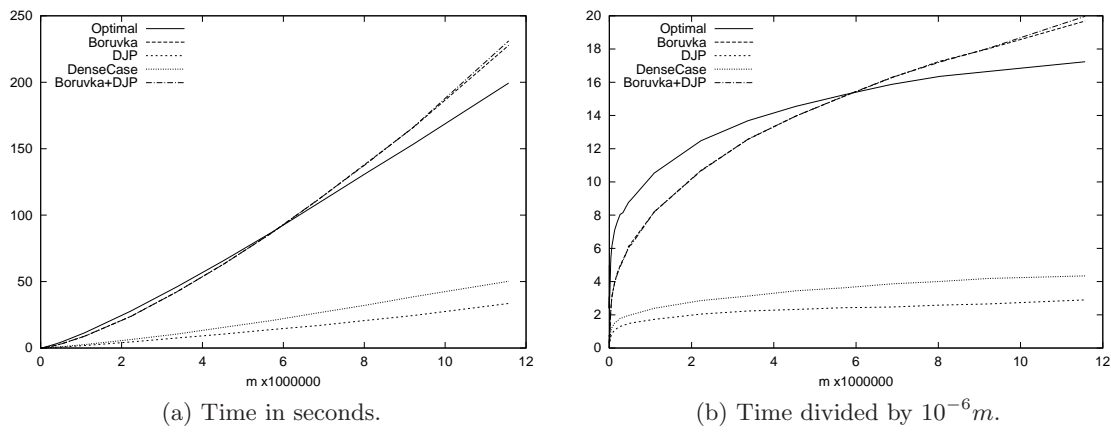 250
200
150
100
50
0
Optimal
Boruvka
DJP
DenseCase
Boruvka+DJP
0 2 4 6 8 10 12
m x1000000
(a) Time in seconds.
20
18
16
14
12
10
8
6
4
2
0
Optimal
Boruvka
DJP
DenseCase
Boruvka+DJP
0 2 4 6 8 10 12
m x1000000
(b) Time divided by 10⁻⁶m.